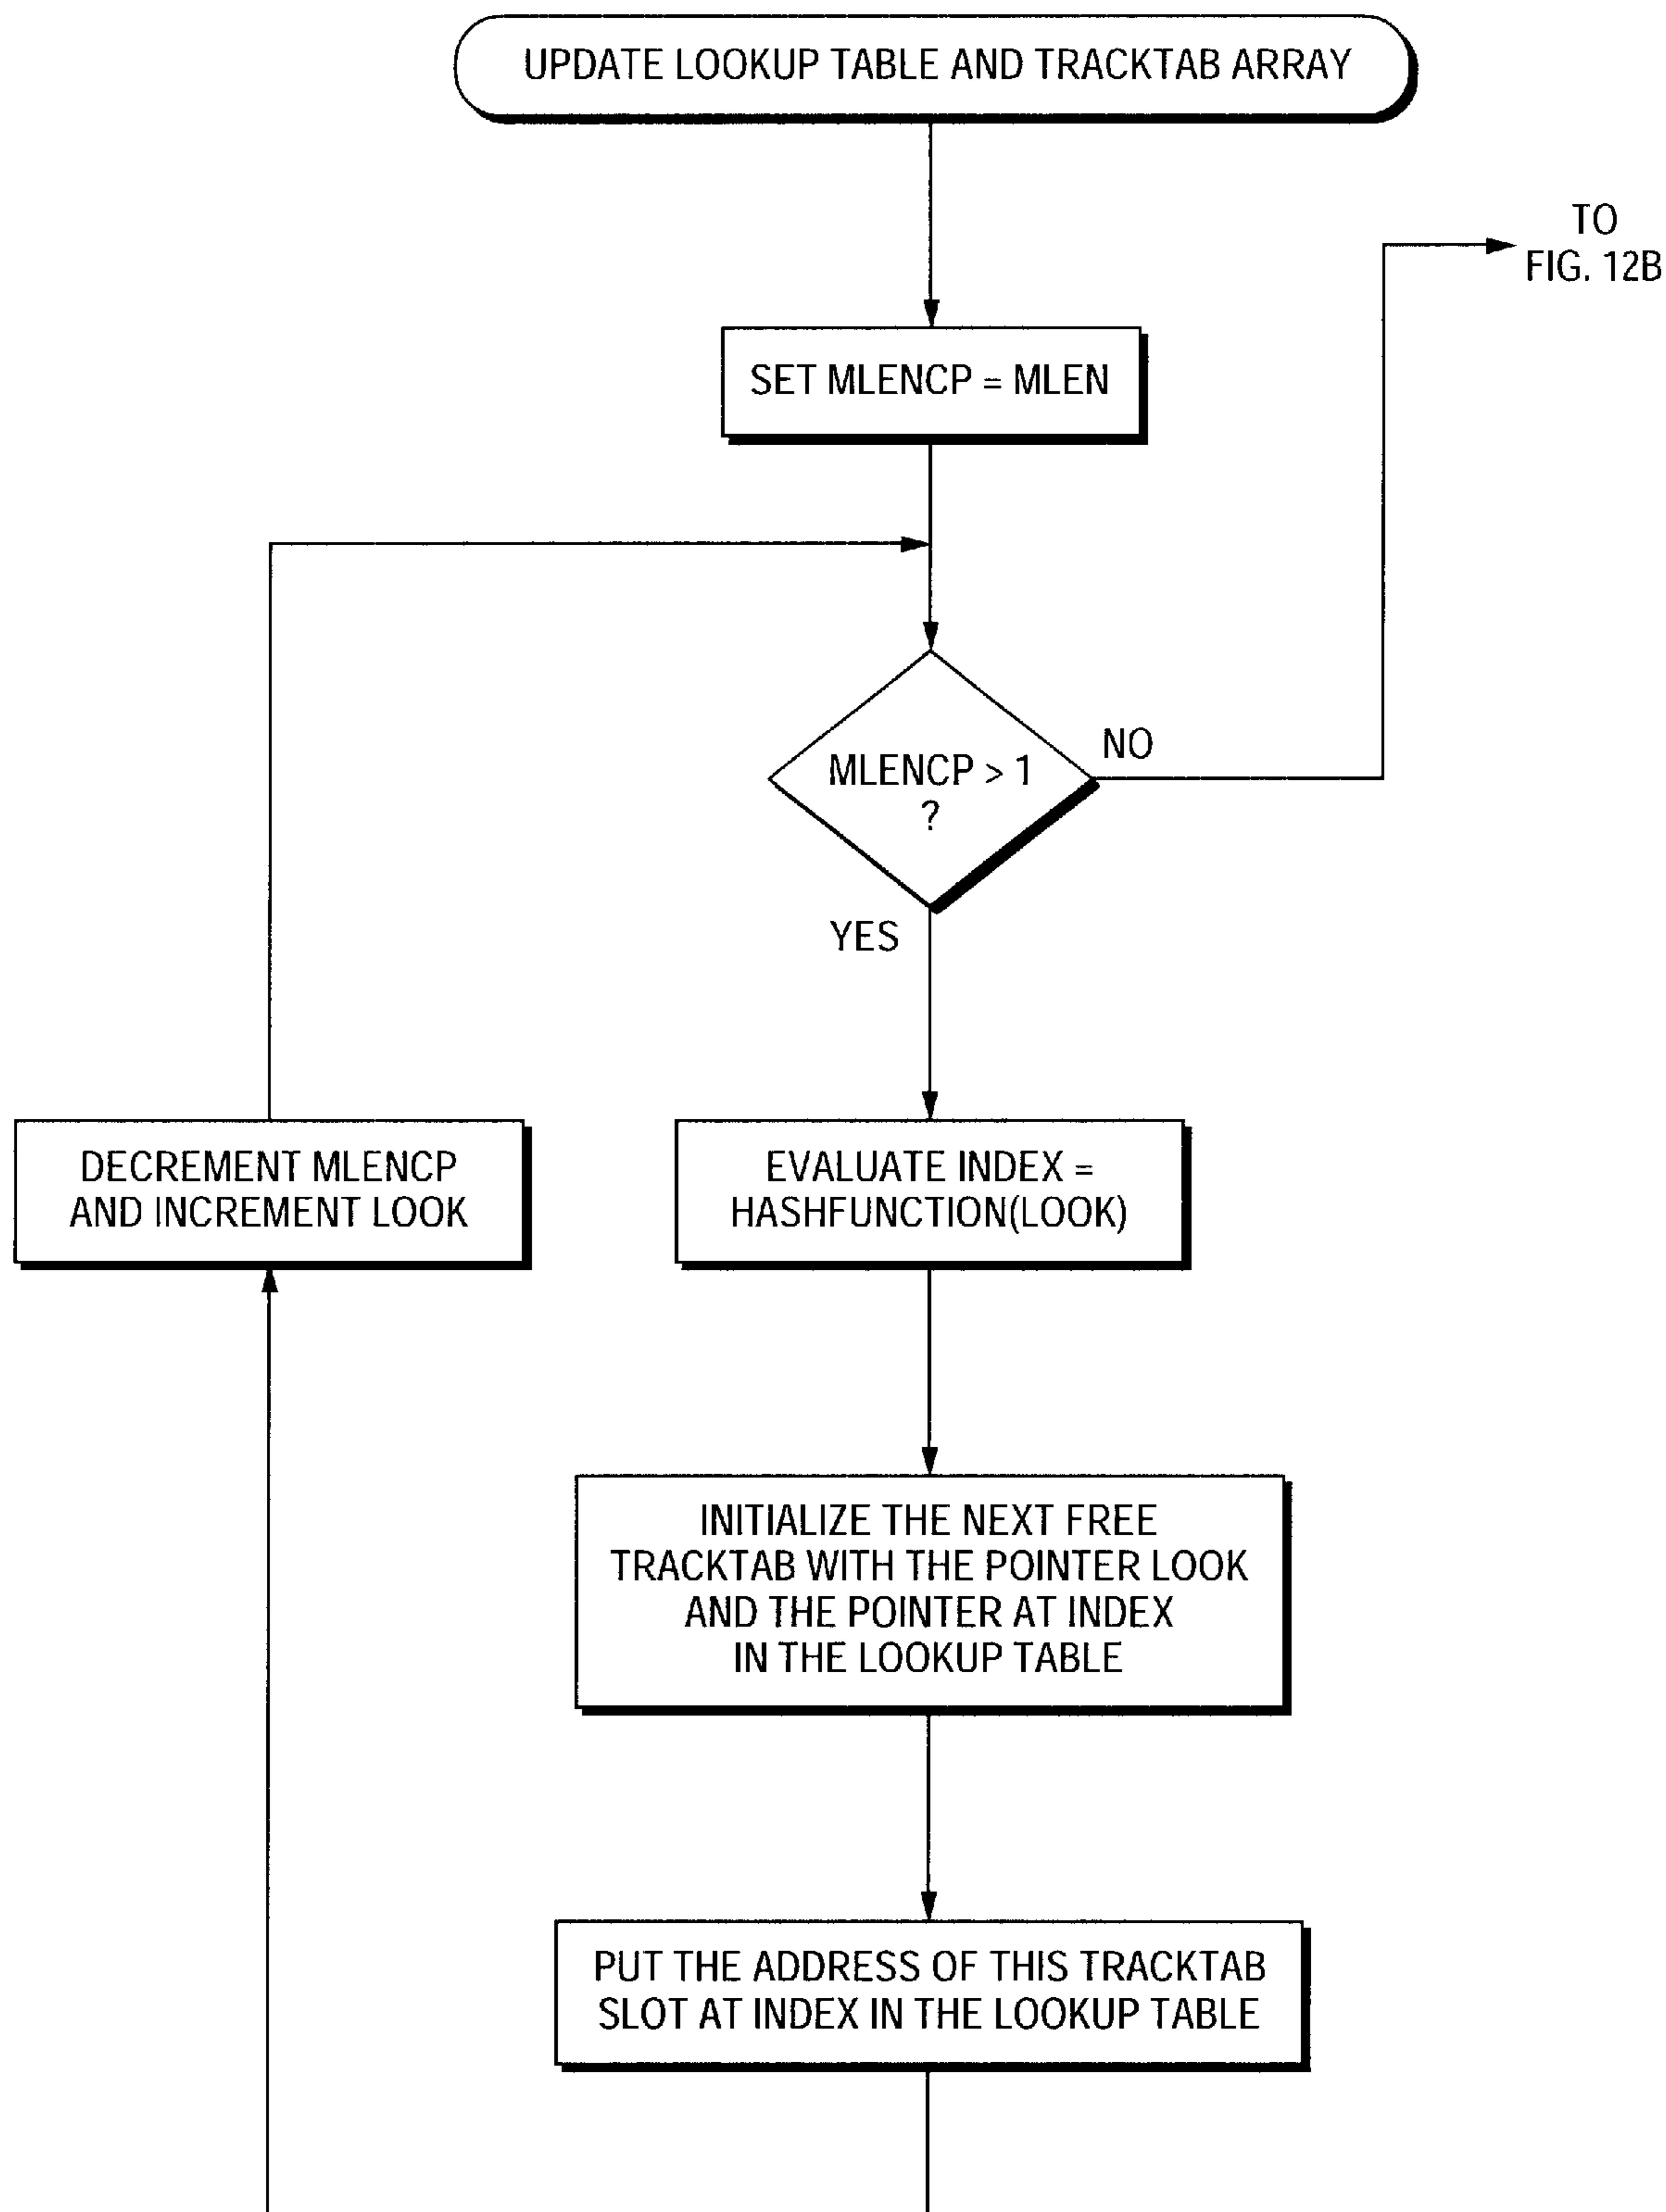 UPDATE LOOKUP TABLE AND TRACKTAB ARRAY
TO
FIG. 12B
SET MLENCP = MLEN
MLENCP > 1
?
NO
YES
DECREMENT MLENCP
AND INCREMENT LOOK
EVALUATE INDEX =
HASHFUNCTION(LOOK)
INITIALIZE THE NEXT FREE
TRACKTAB WITH THE POINTER LOOK
AND THE POINTER AT INDEX
IN THE LOOKUP TABLE
PUT THE ADDRESS OF THIS TRACKTAB
SLOT AT INDEX IN THE LOOKUP TABLE